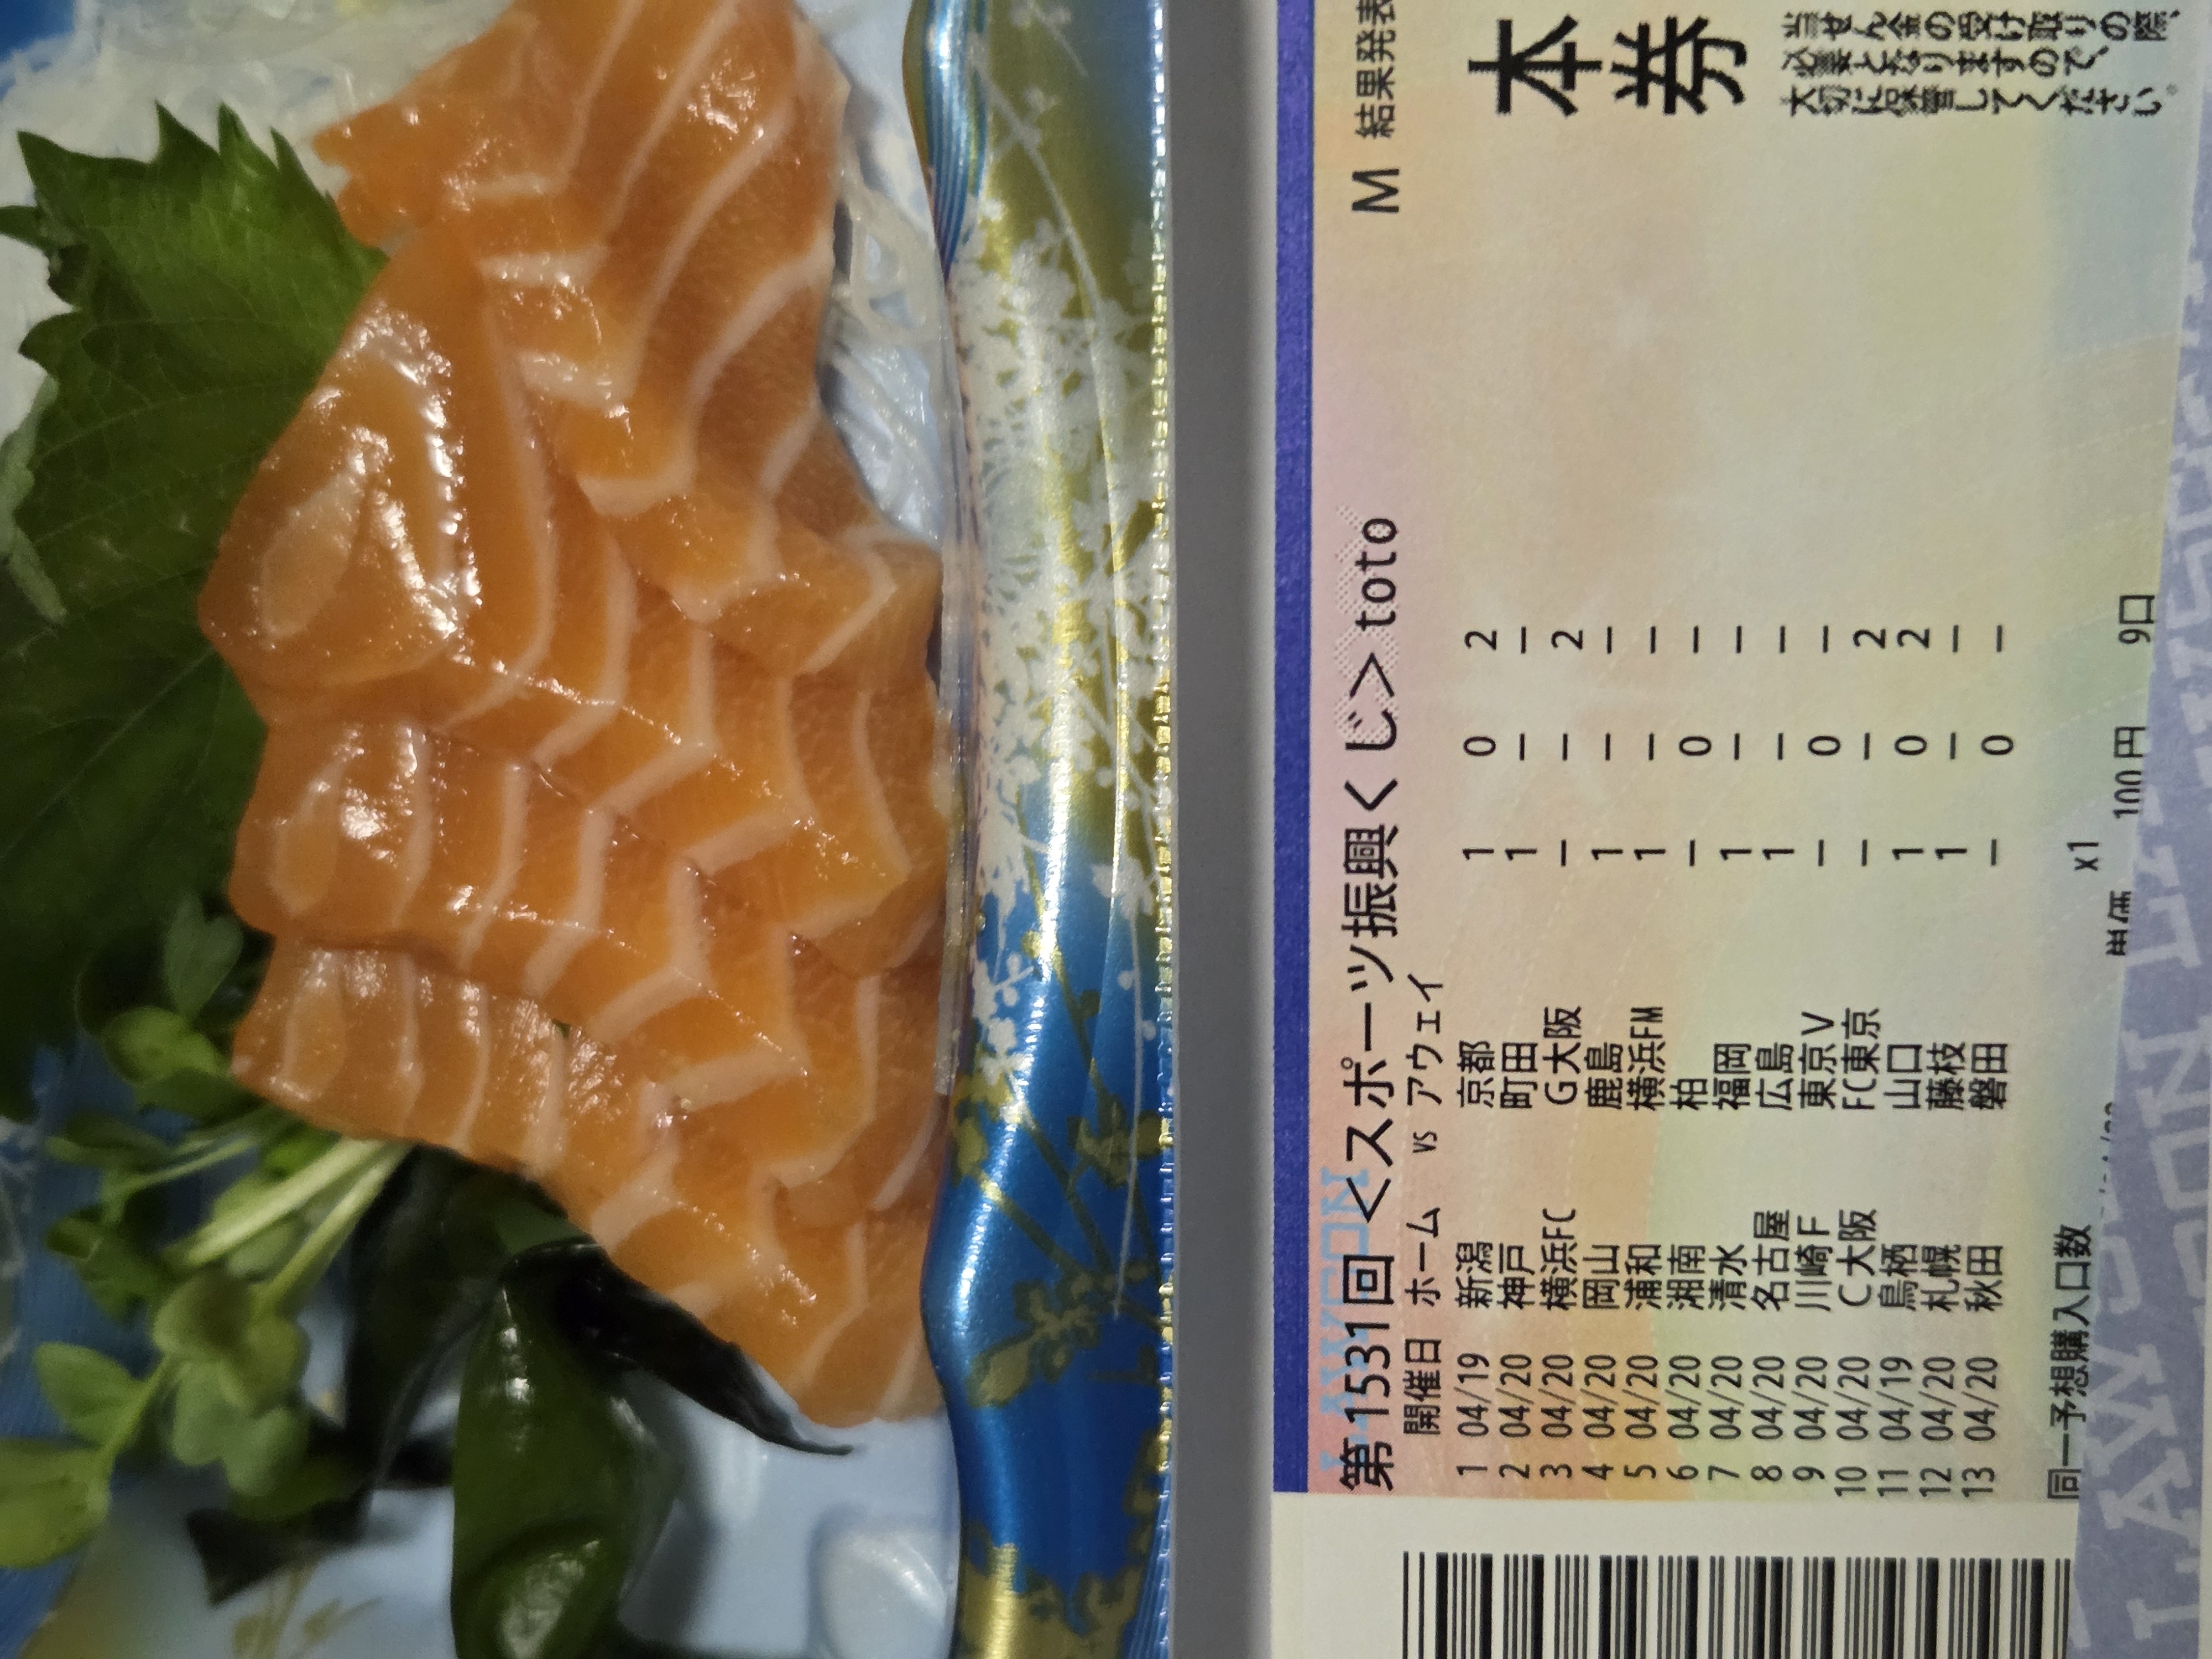 第1531回<スポーツ振興くじ>toto
M 結果発表
開催日 ホーム vs アウェイ
1 04/19 新潟 京都 1 0 2
2 04/20 神戸 町田 1 - -
3 04/20 横浜FC G大阪 - - 2
4 04/20 岡山 鹿島 1 - -
5 04/20 浦和 横浜FM 1 - -
6 04/20 湘南 柏 - 0 -
7 04/20 清水 福岡 1 - -
8 04/20 名古屋 広島 1 - -
9 04/20 川崎F 東京V - 0 -
10 04/20 C大阪 FC東京 - - 2
11 04/19 鳥栖 山口 1 0 2
12 04/20 札幌 藤枝 1 - -
13 04/20 秋田 磐田 - 0 -
同一予想購入口数 x1
単価 100円 9口
本券
当せん金の受け取りの際、
必要となりますので、
大切に保管してください。
LAWSON